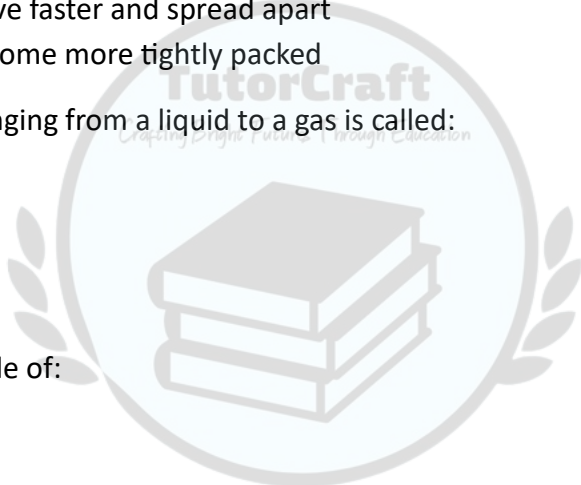 ve faster and spread apart
ome more tightly packed
TutorCraft
nging from a liquid to a gas is called:
Crafting Bright Futures Through Education
le of: